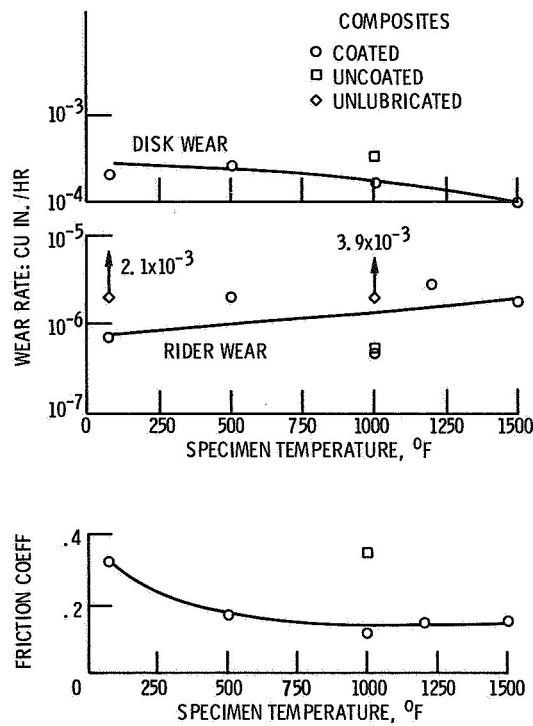 COMPOSITES
○ COATED
□ UNCOATED
◇ UNLUBRICATED
WEAR RATE: CU IN. /HR
10⁻³
DISK WEAR
10⁻⁴
10⁻⁵
2.1x10⁻³
3.9x10⁻³
10⁻⁶
RIDER WEAR
10⁻⁷
0 250 500 750 1000 1250 1500
SPECIMEN TEMPERATURE, ⁰F
FRICTION COEFF
.4
.2
0 250 500 750 1000 1250 1500
SPECIMEN TEMPERATURE, ⁰F